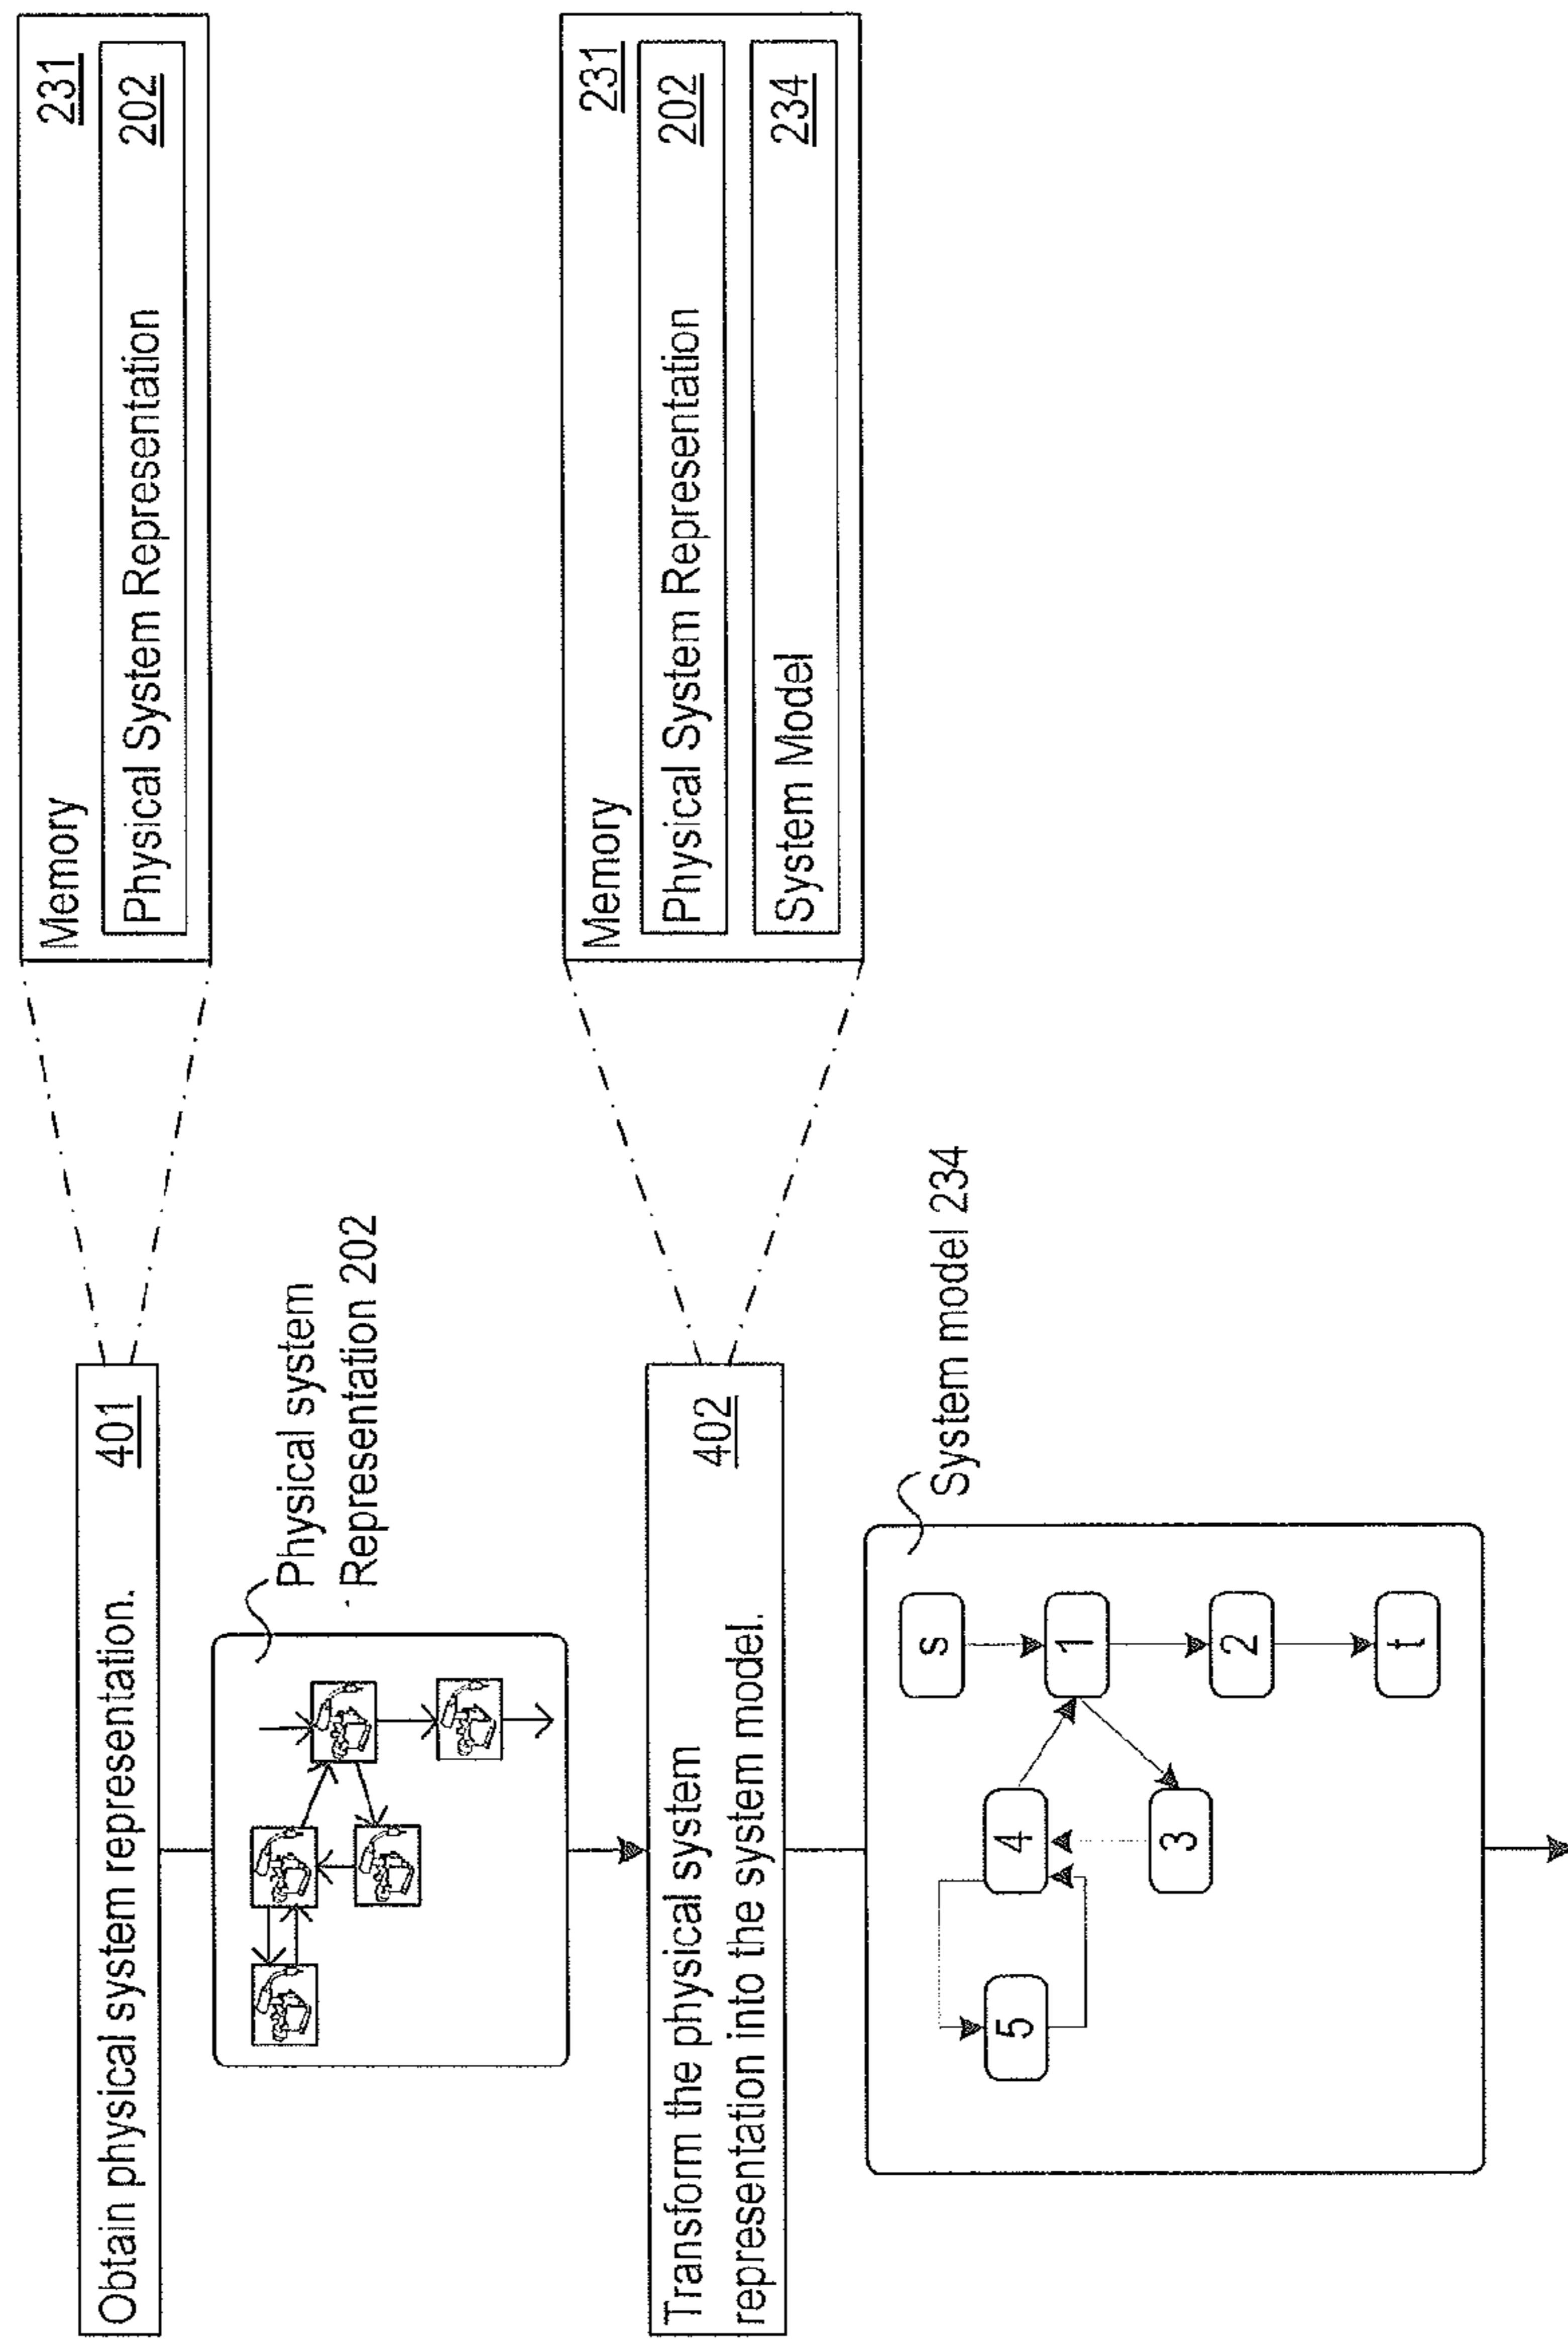 Obtain physical system representation. 401
Memory 231
Physical System Representation 202
Physical system
Representation 202
Transform the physical system
representation into the system model. 402
Memory 231
Physical System Representation 202
System Model 234
System model 234
s
1
2
t
4
3
5